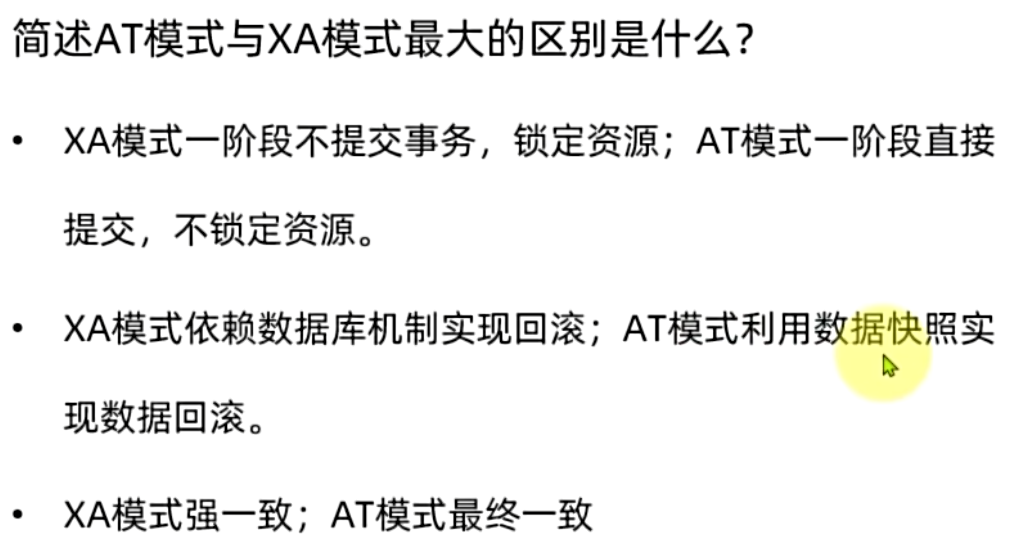 简述AT模式与XA模式最大的区别是什么？
• XA模式一阶段不提交事务，锁定资源；AT模式一阶段直接
提交，不锁定资源。
• XA模式依赖数据库机制实现回滚；AT模式利用数据快照实
现数据回滚。
• XA模式强一致；AT模式最终一致